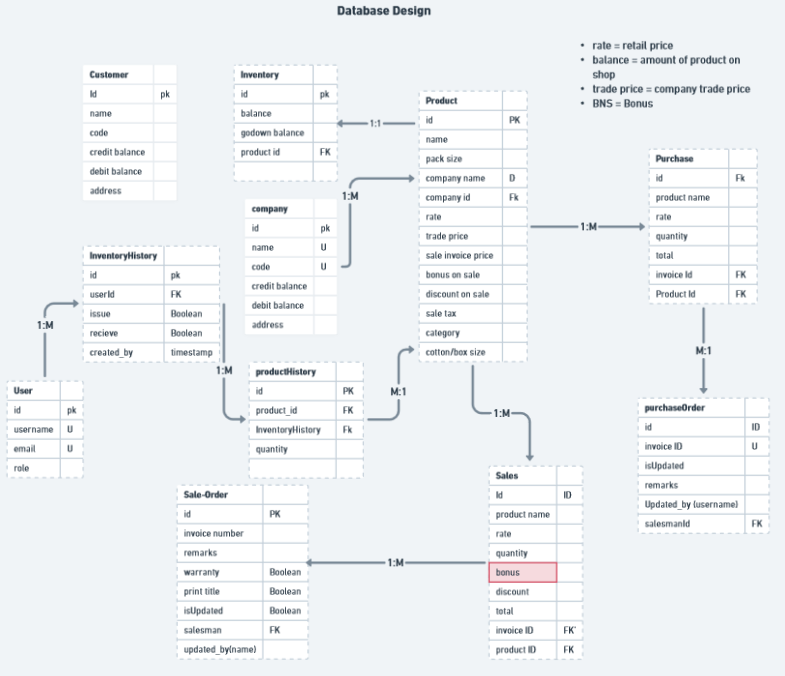 Database Design
• rate = retail price
• balance = amount of product on
shop
• trade price = company trade price
• BNS = Bonus
Customer
Id pk
name
code
credit balance
debit balance
address
Inventory
id pk
balance
godown balance
product id FK
1:1
Product
id PK
name
pack size
company name D
company id Fk
rate
trade price
sale invoice price
bonus on sale
discount on sale
sale tax
category
cotton/box size
Purchase
id Fk
product name
rate
quantity
total
invoice Id FK
Product Id FK
1:M
1:M
company
id pk
name U
code U
credit balance
debit balance
address
InventoryHistory
id pk
userId FK
issue Boolean
recieve Boolean
created_by timestamp
1:M
1:M
M:1
M:1
User
id pk
username U
email U
role
productHistory
id PK
product_id FK
InventoryHistory Fk
quantity
1:M
purchaseOrder
id ID
invoice ID U
isUpdated
remarks
Updated_by (username)
salesmanId FK
Sale-Order
id PK
invoice number
remarks
warranty Boolean
print title Boolean
isUpdated Boolean
salesman FK
updated_by(name)
1:M
Sales
Id ID
product name
rate
quantity
bonus
discount
total
invoice ID FK'
product ID FK